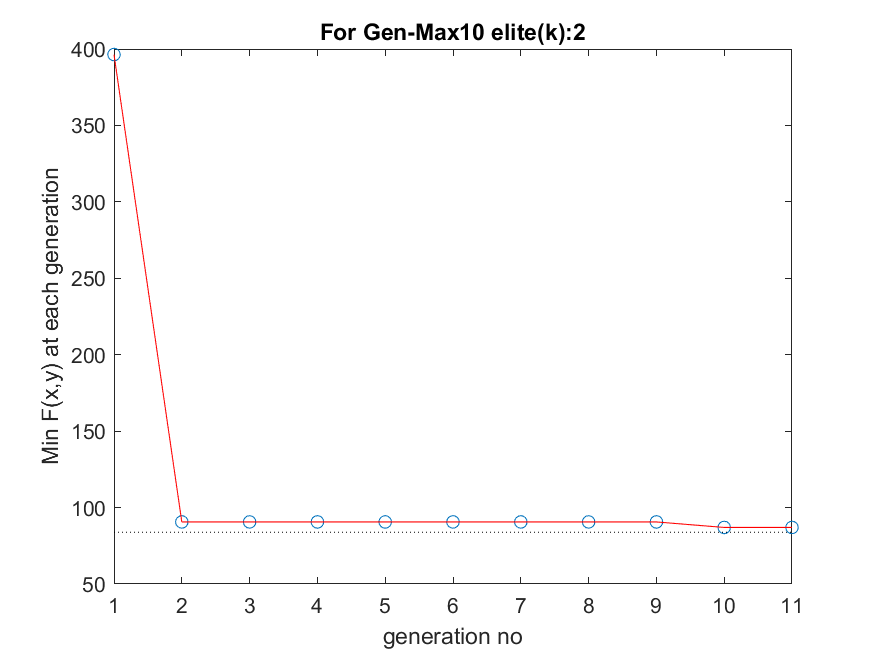 For Gen-Max10 elite(k):2
Min F(x,y) at each generation
400
350
300
250
200
150
100
50
1 2 3 4 5 6 7 8 9 10 11
generation no